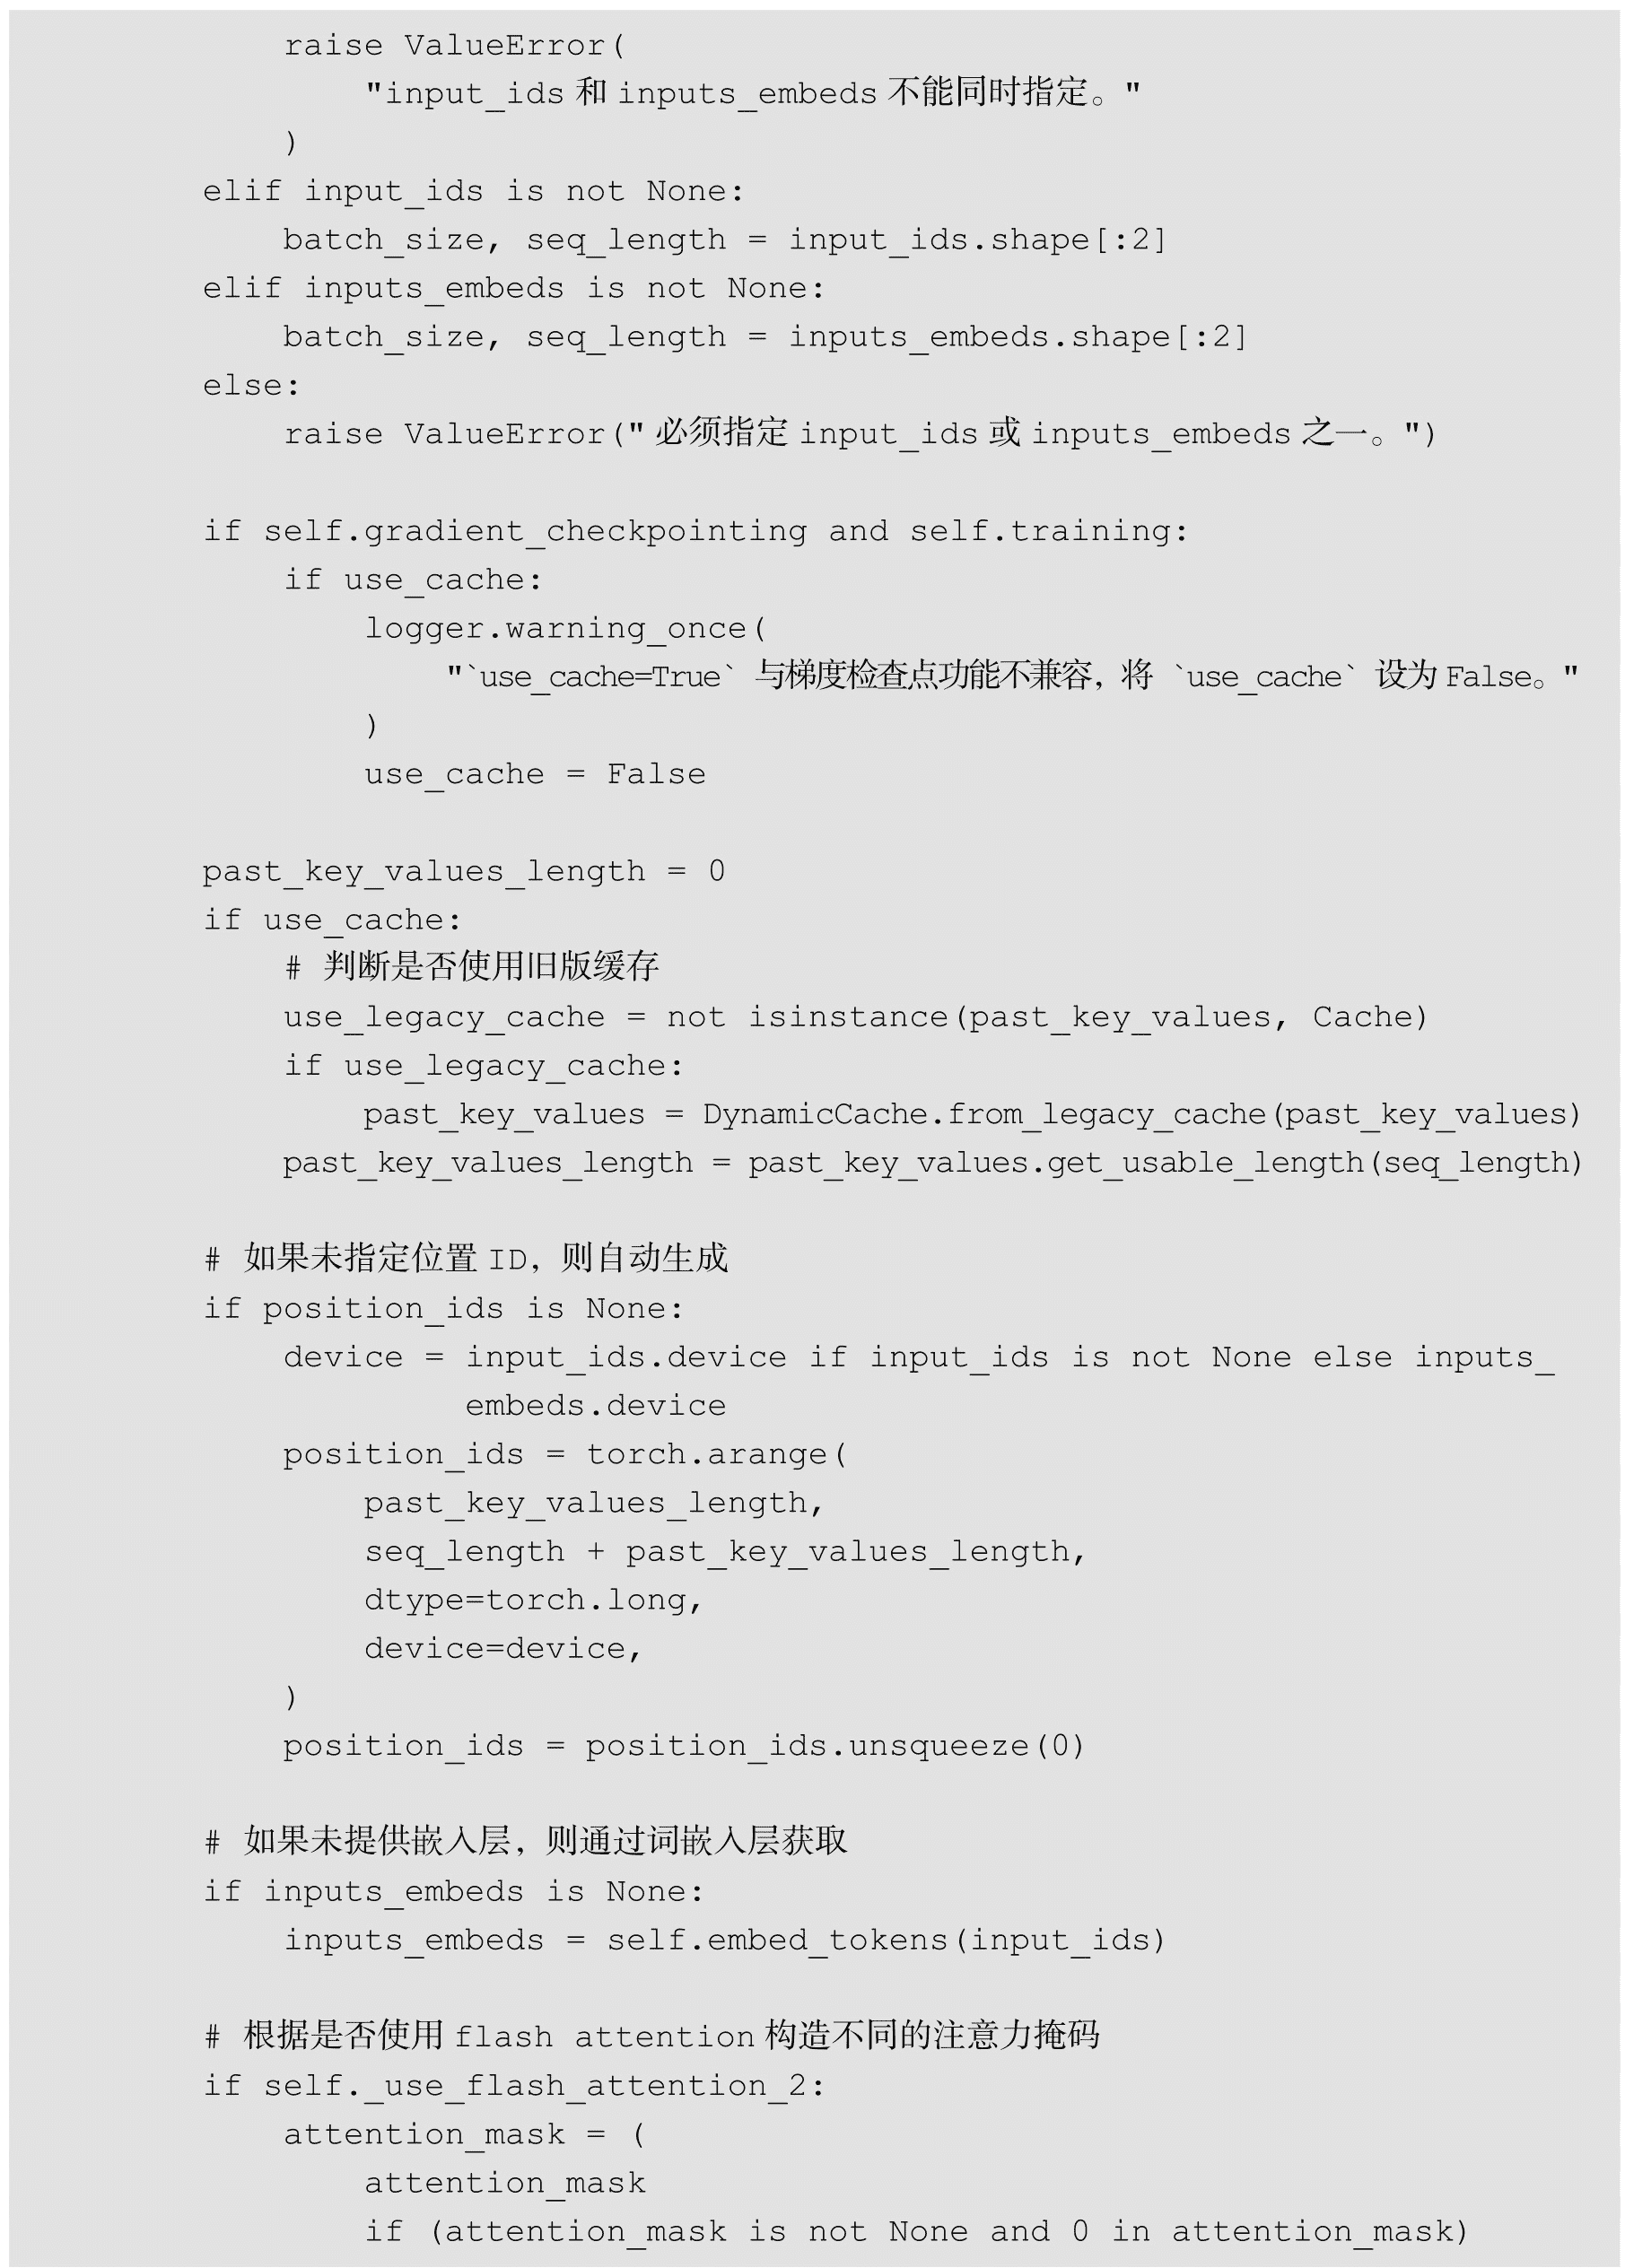 raise ValueError(
                "input_ids 和 inputs_embeds 不能同时指定。"
            )
        elif input_ids is not None:
            batch_size, seq_length = input_ids.shape[:2]
        elif inputs_embeds is not None:
            batch_size, seq_length = inputs_embeds.shape[:2]
        else:
            raise ValueError(" 必须指定 input_ids 或 inputs_embeds 之一。")

        if self.gradient_checkpointing and self.training:
            if use_cache:
                logger.warning_once(
                    "`use_cache=True` 与梯度检查点功能不兼容，将 `use_cache` 设为 False。"
                )
                use_cache = False

        past_key_values_length = 0
        if use_cache:
            # 判断是否使用旧版缓存
            use_legacy_cache = not isinstance(past_key_values, Cache)
            if use_legacy_cache:
                past_key_values = DynamicCache.from_legacy_cache(past_key_values)
            past_key_values_length = past_key_values.get_usable_length(seq_length)

        # 如果未指定位置 ID，则自动生成
        if position_ids is None:
            device = input_ids.device if input_ids is not None else inputs_
                     embeds.device
            position_ids = torch.arange(
                past_key_values_length,
                seq_length + past_key_values_length,
                dtype=torch.long,
                device=device,
            )
            position_ids = position_ids.unsqueeze(0)

        # 如果未提供嵌入层，则通过词嵌入层获取
        if inputs_embeds is None:
            inputs_embeds = self.embed_tokens(input_ids)

        # 根据是否使用 flash attention 构造不同的注意力掩码
        if self._use_flash_attention_2:
            attention_mask = (
                attention_mask
                if (attention_mask is not None and 0 in attention_mask)